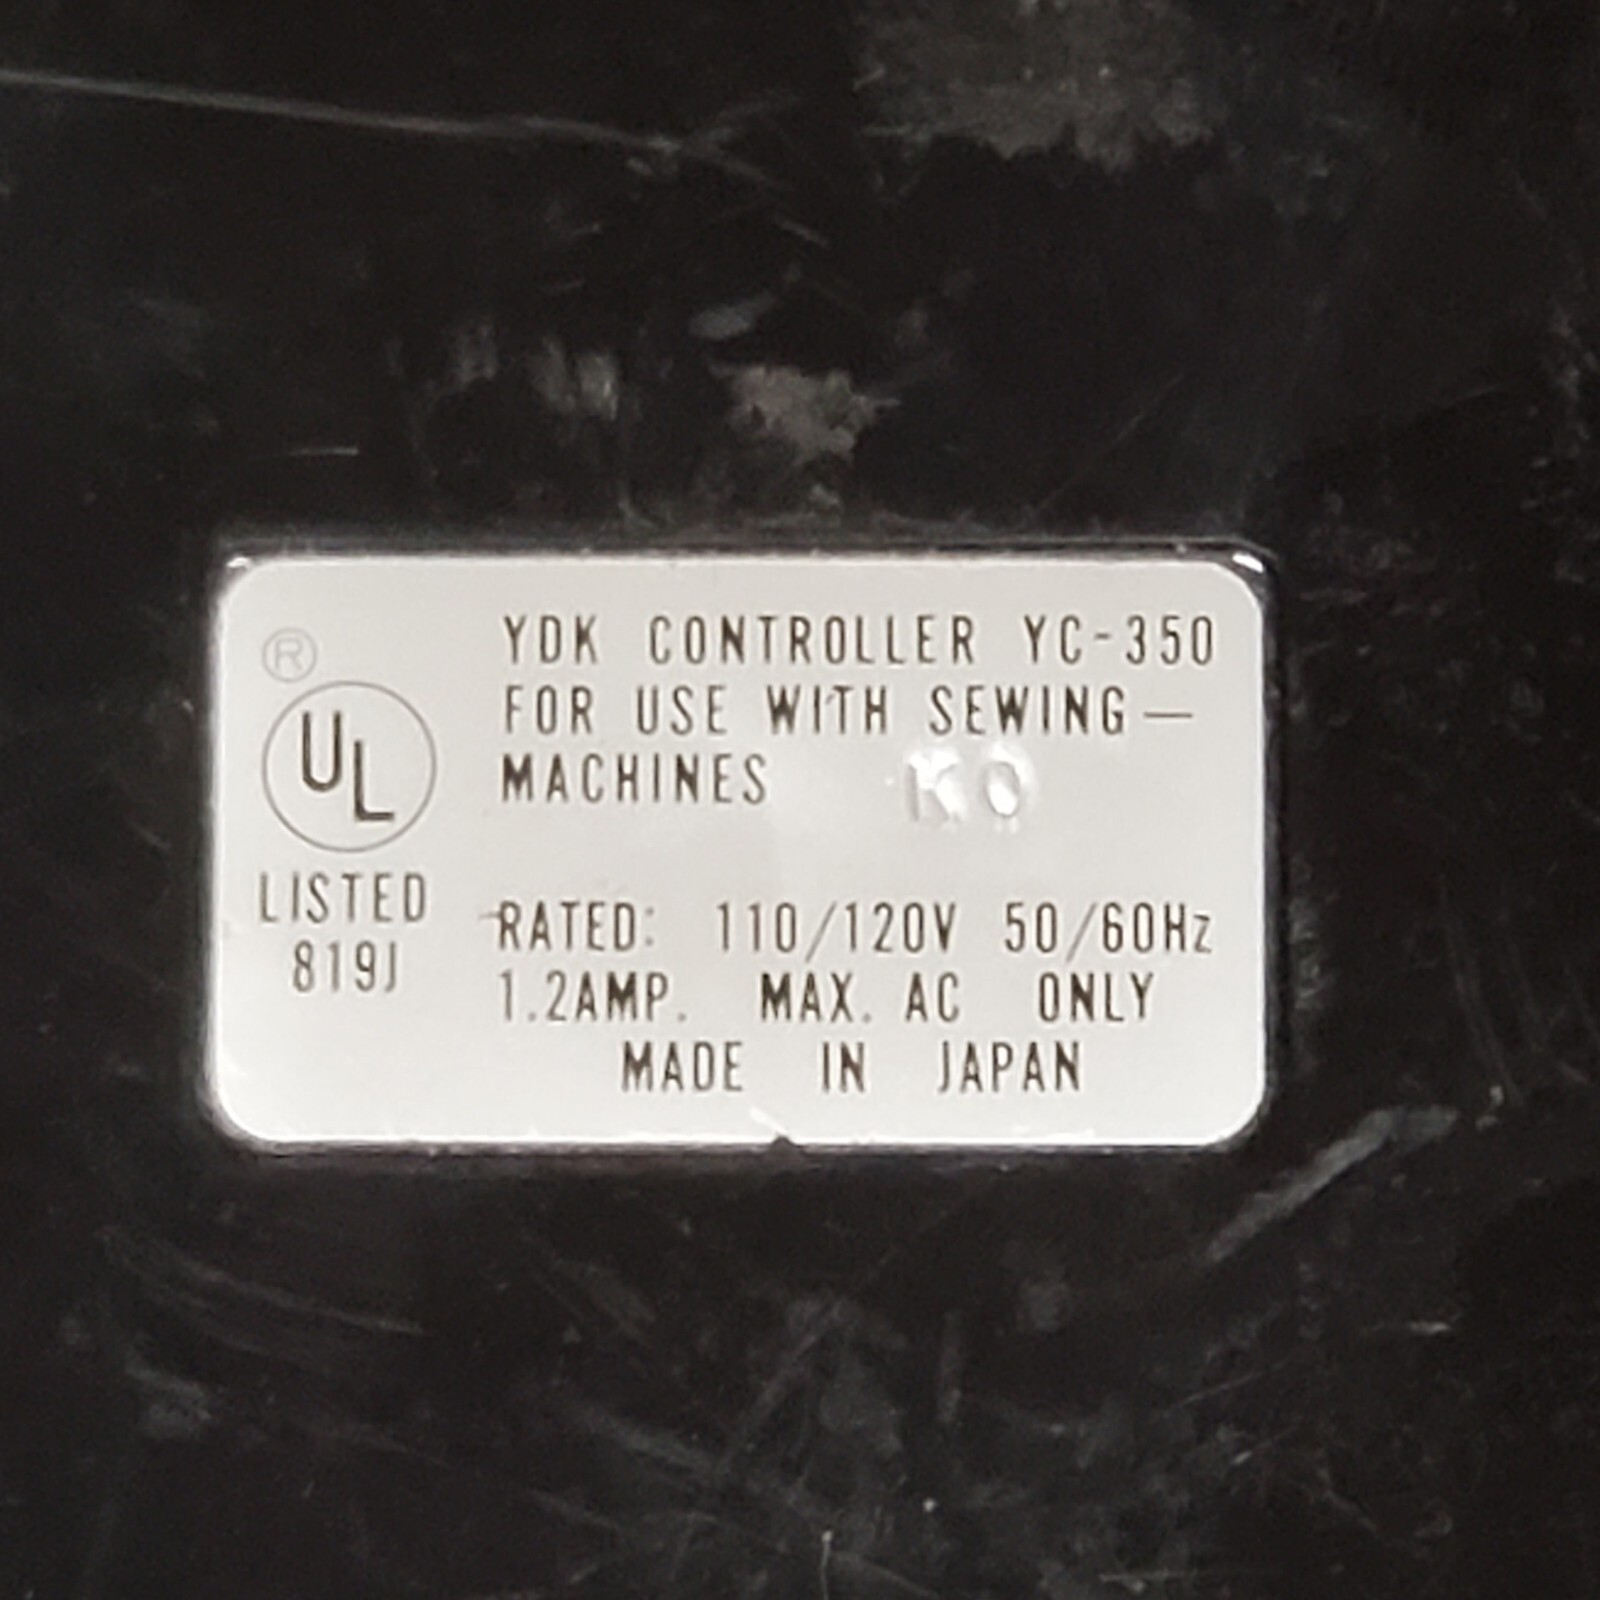 ®
UL
LISTED
819J
YDK CONTROLLER YC-350
FOR USE WITH SEWING—
MACHINES KO
RATED: 110/120V 50/60Hz
1.2AMP. MAX. AC ONLY
MADE IN JAPAN